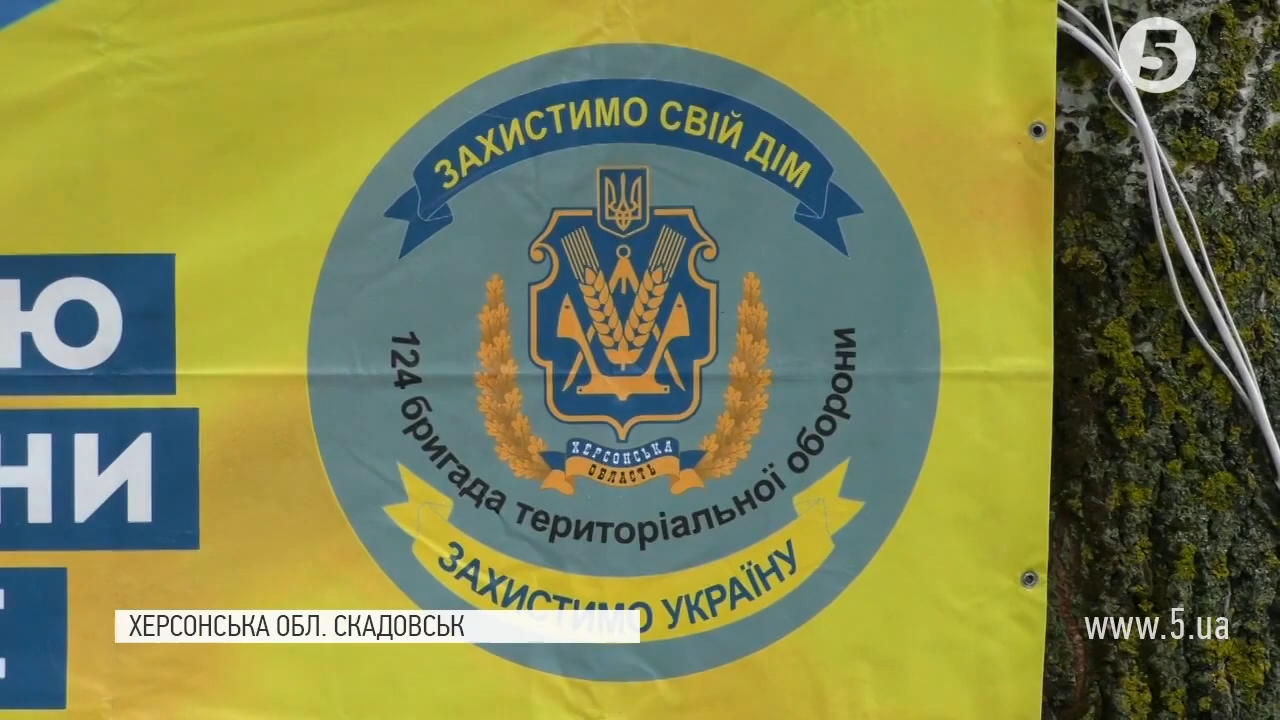 5
ЗАХИСТИМО СВІЙ ДІМ
124 бригада територіальної оборони
ХЕРСОНСЬКА
ОБЛАСТЬ
ЗАХИСТИМО УКРАЇНУ
Ю
НИ
ХЕРСОНСЬКА ОБЛ. СКАДОВСЬК
www.5.ua